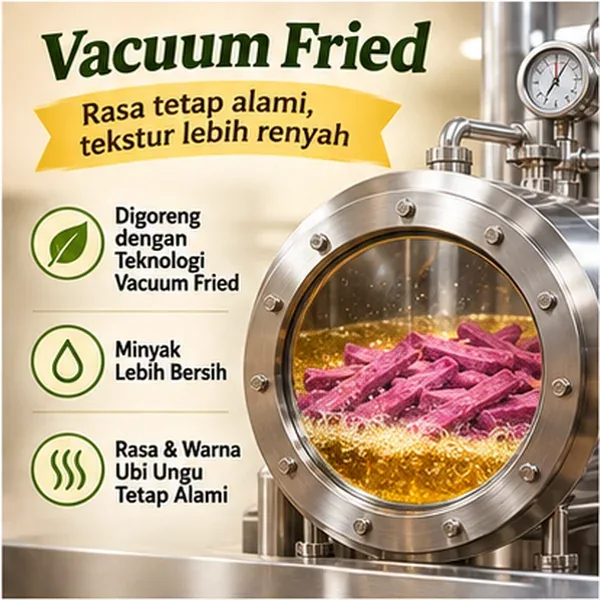 Vacuum Fried
Rasa tetap alami,
tekstur lebih renyah
Digoreng
dengan
Teknologi
Vacuum Fried
Minyak
Lebih Bersih
Rasa & Warna
Ubi Ungu
Tetap Alami